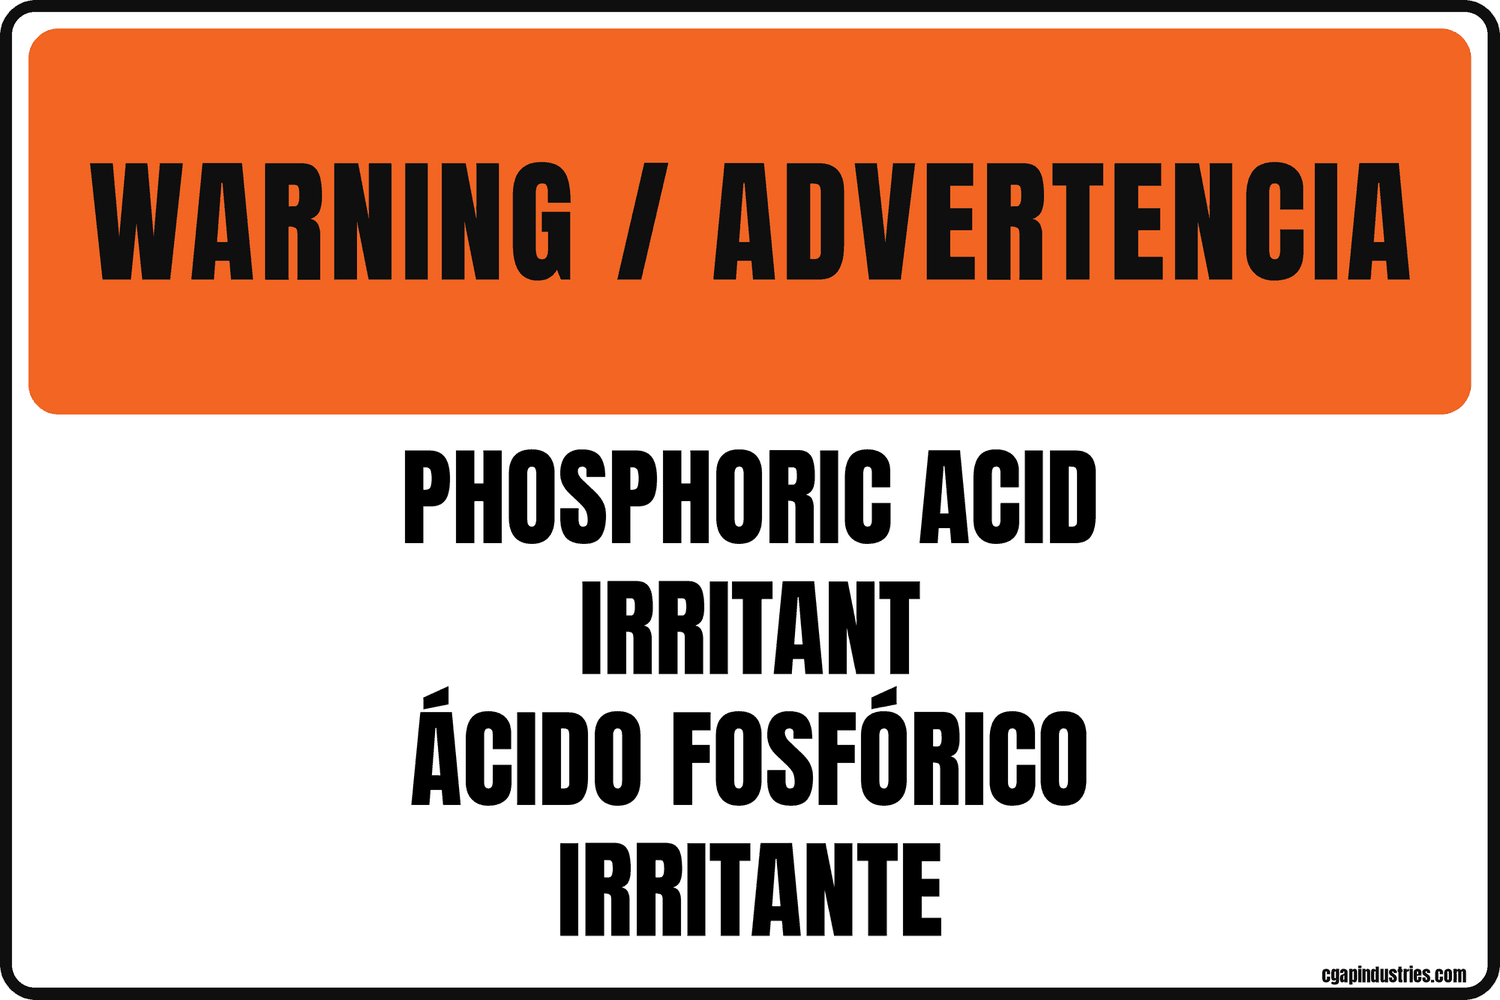 WARNING / ADVERTENCIA
PHOSPHORIC ACID
IRRITANT
ÁCIDO FOSFÓRICO
IRRITANTE
cgapindustries.com